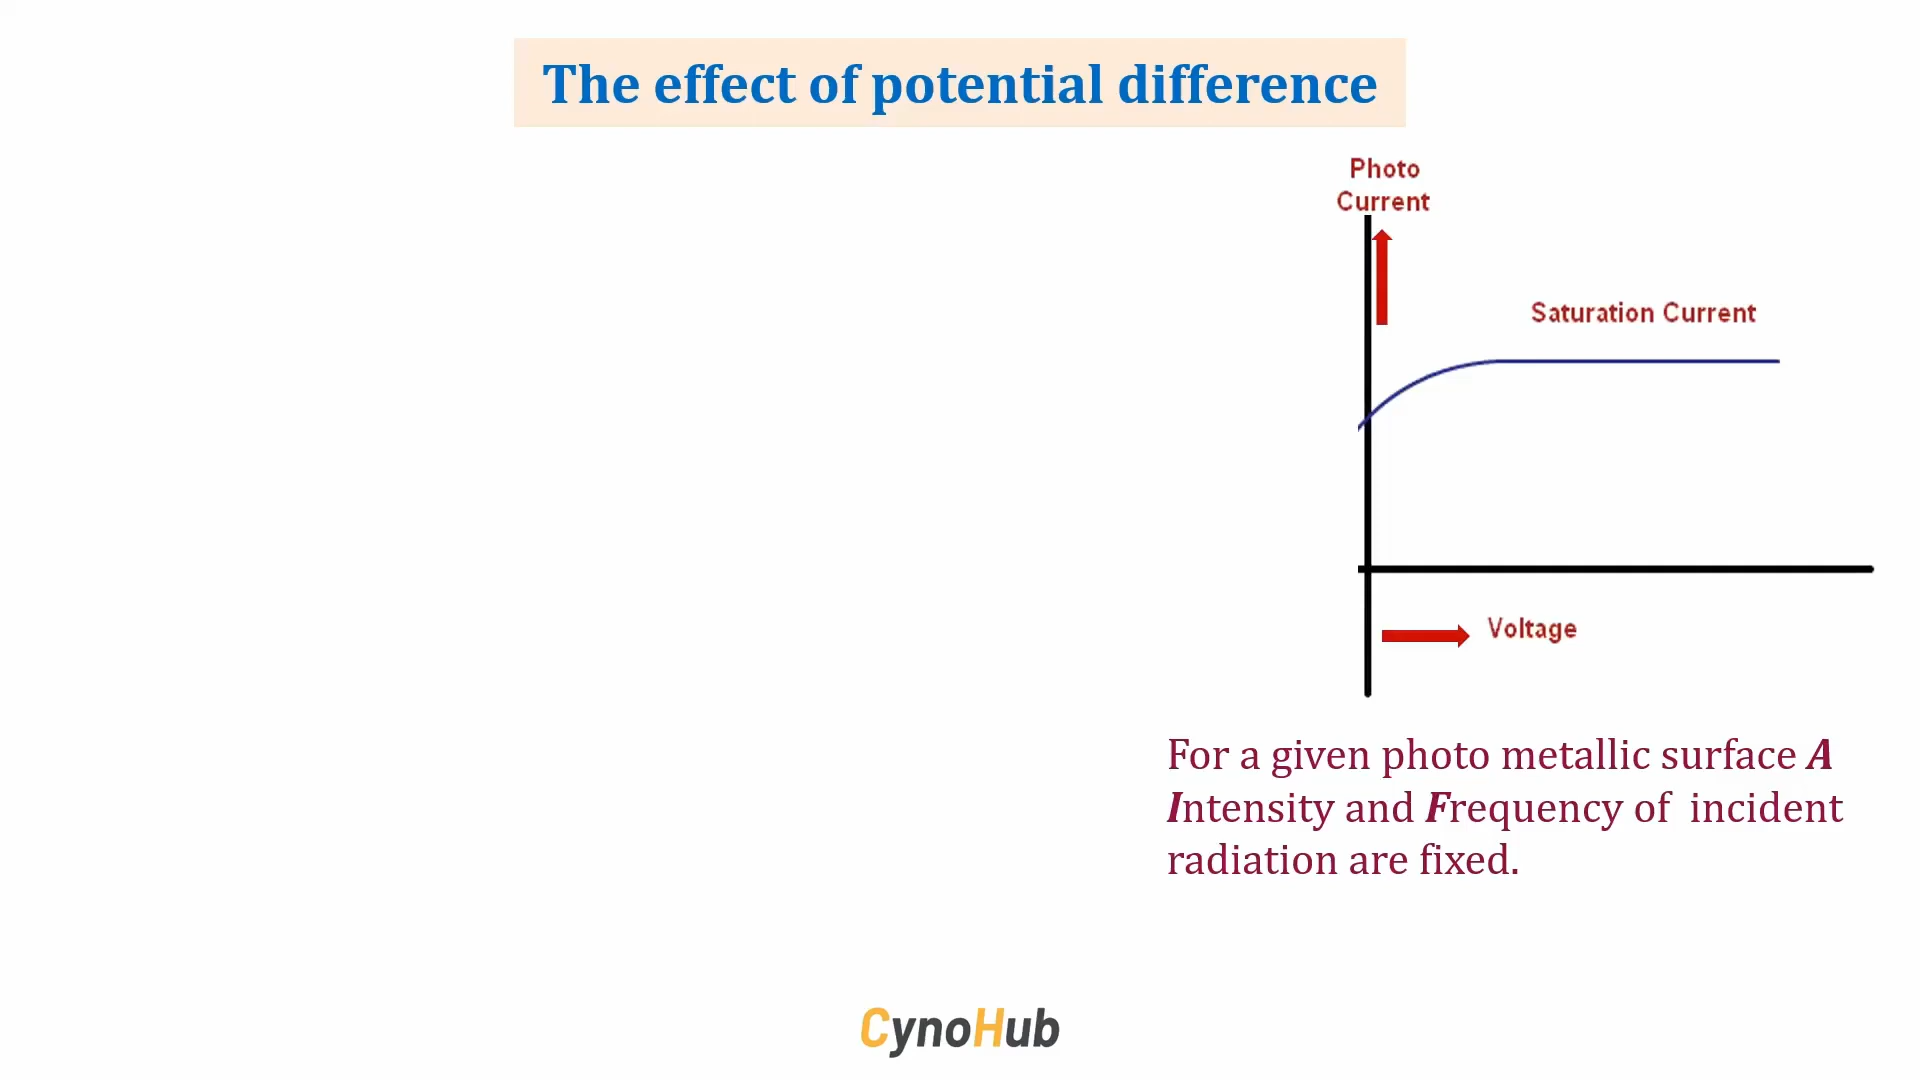 The effect of potential difference
Photo
Current
Saturation Current
Voltage
For a given photo metallic surface A
Intensity and Frequency of  incident
radiation are fixed.
CynoHub